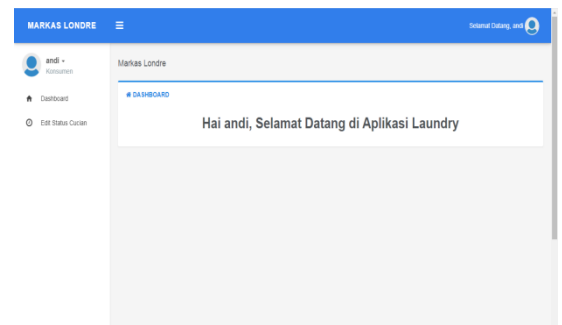 MARKAS LONDRE
Selamat Datang, andi
andi
Konsumen
Dashboard
Edit Status Cucian
Markas Londre
DASHBOARD
Hai andi, Selamat Datang di Aplikasi Laundry